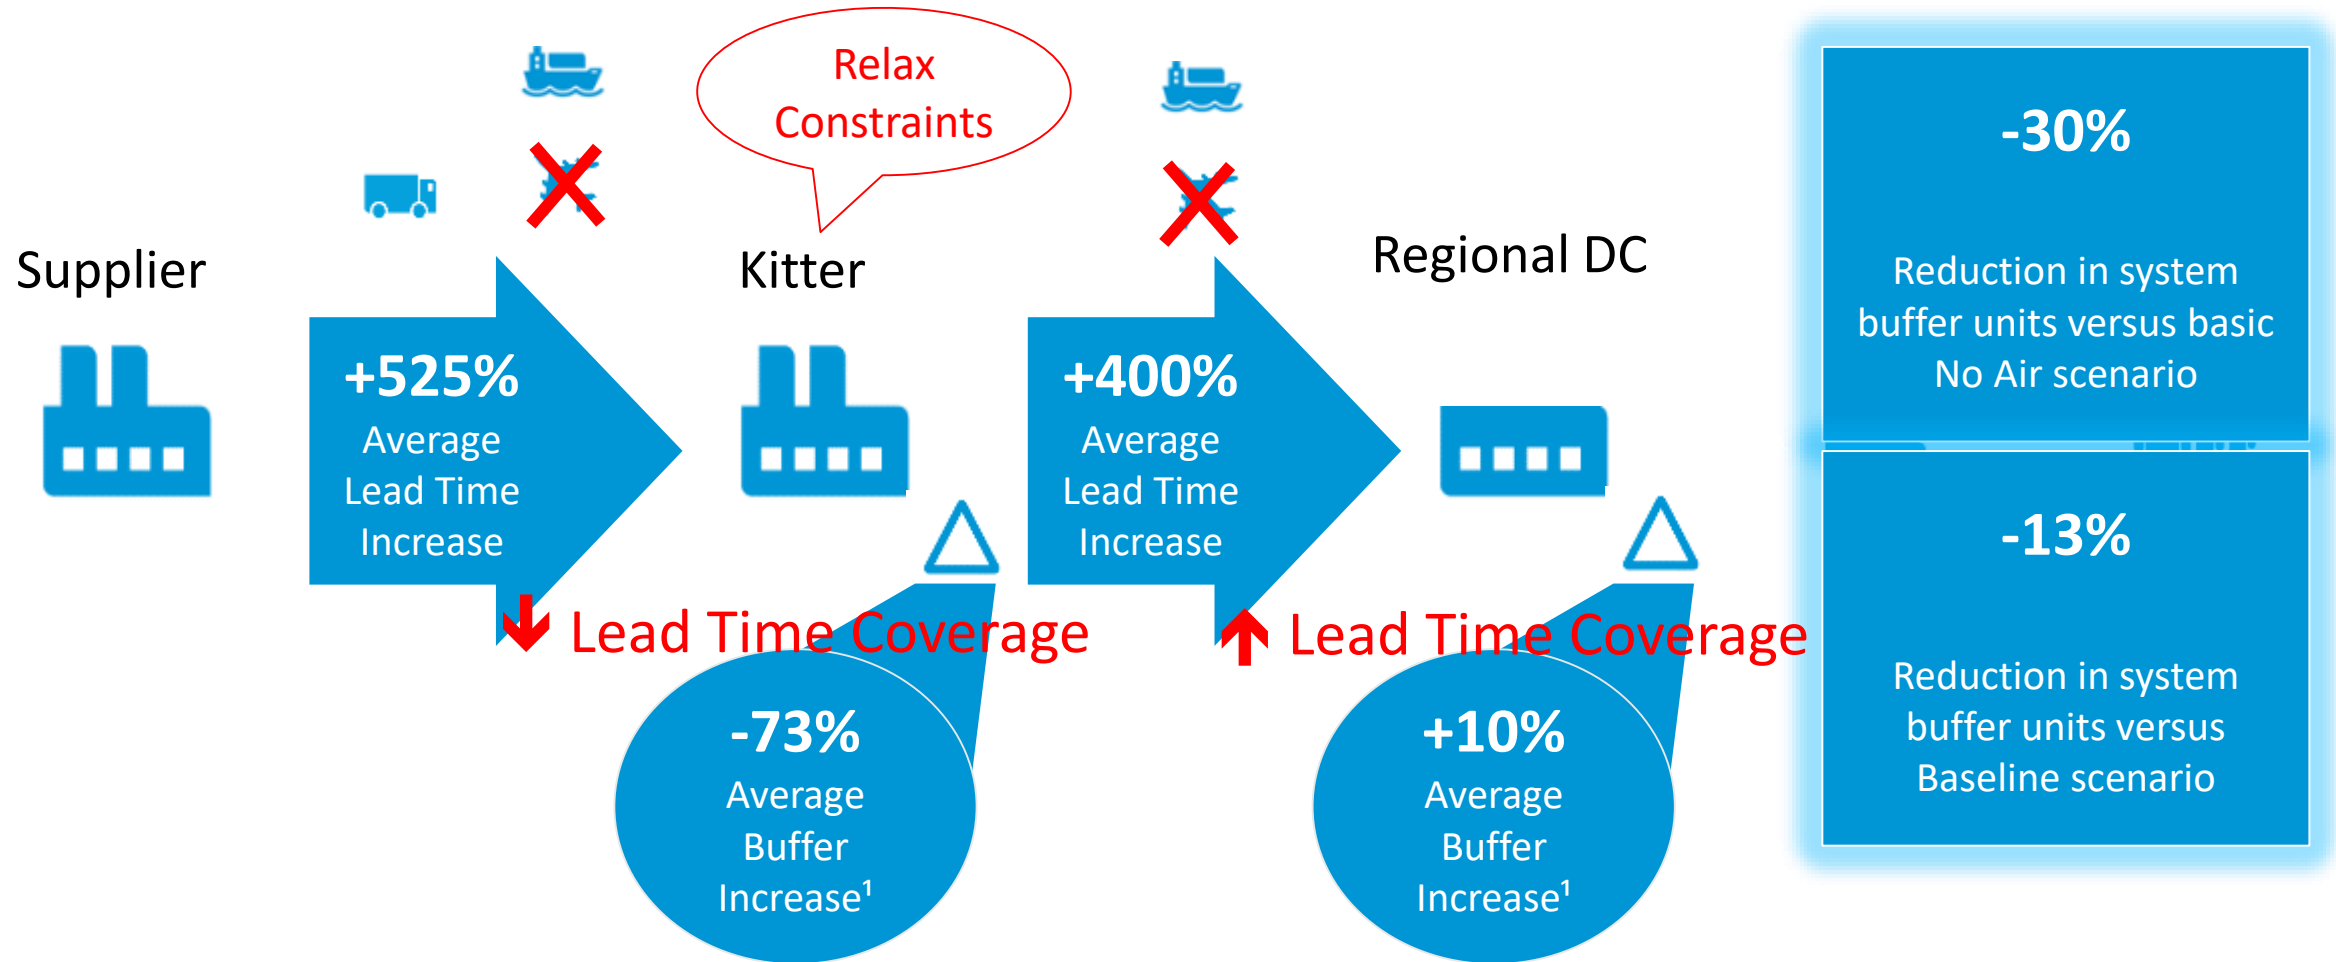 Relax
Constraints
Supplier
Kitter
Regional DC
+525%
Average
Lead Time
Increase
+400%
Average
Lead Time
Increase
Lead Time Coverage
Lead Time Coverage
-73%
Average
Buffer
Increase¹
+10%
Average
Buffer
Increase¹
-30%
Reduction in system
buffer units versus basic
No Air scenario
-13%
Reduction in system
buffer units versus
Baseline scenario